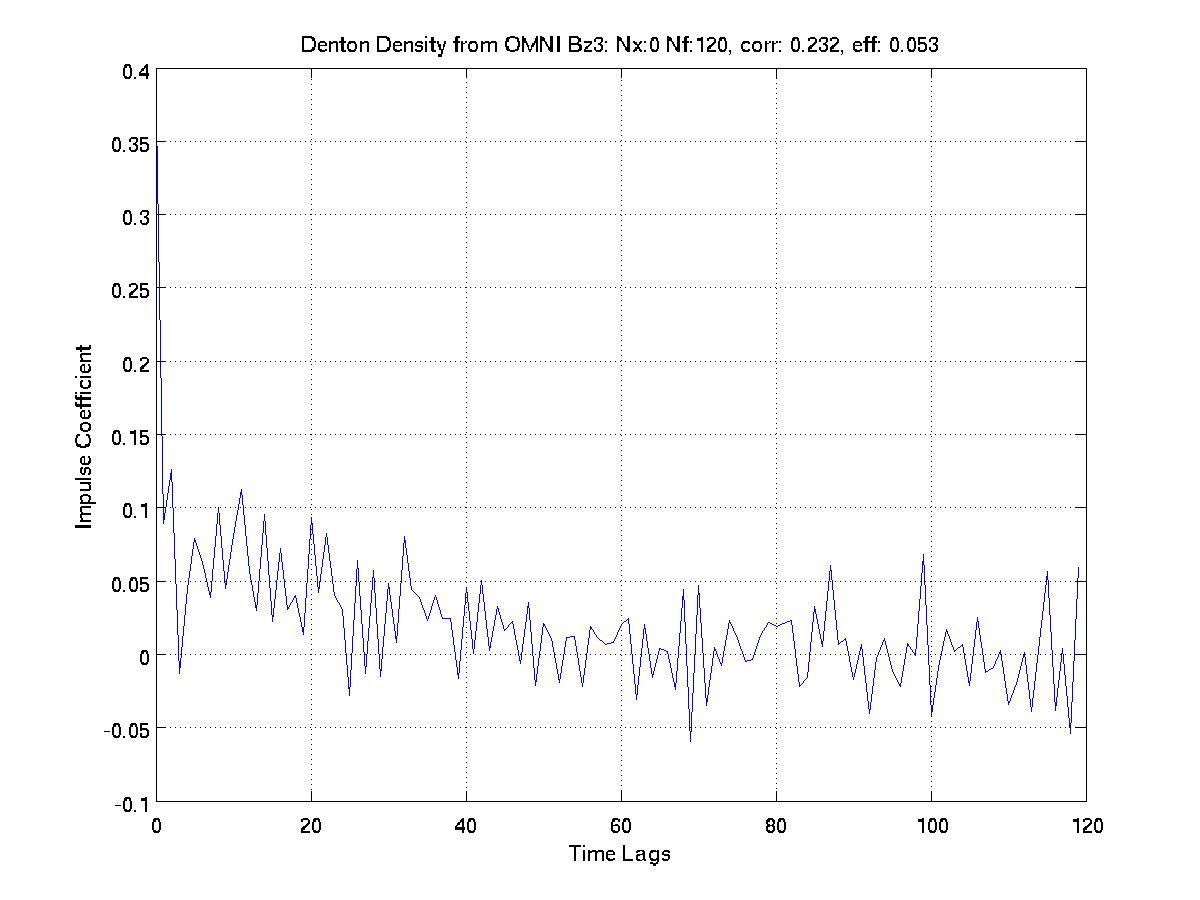 Denton Density from OMNI Bz3: Nx:0 Nf:120, corr: 0.232, eff: 0.053
0.4
0.35
0.3
0.25
0.2
0.15
0.1
0.05
0
-0.05
-0.1
Impulse Coefficient
0 20 40 60 80 100 120
Time Lags